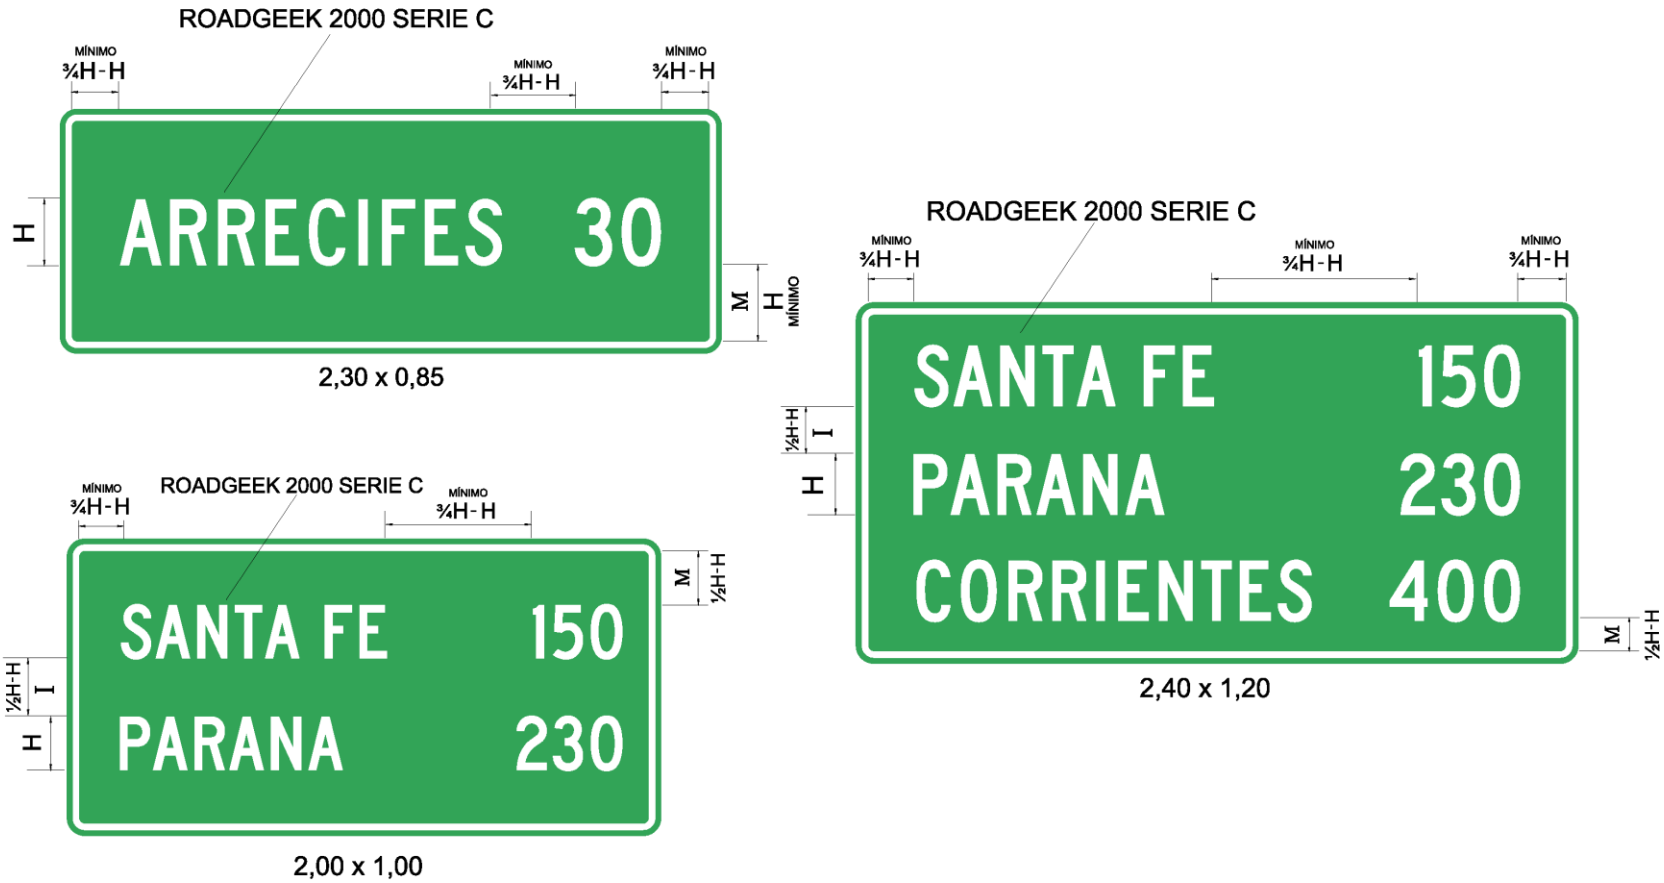 ROADGEEK 2000 SERIE C
MÍNIMO
¾H-H
MÍNIMO
¾H-H
MÍNIMO
¾H-H
H
ARRECIFES 30
M
H
MÍNIMO
2,30 x 0,85
ROADGEEK 2000 SERIE C
MÍNIMO
¾H-H
MÍNIMO
¾H-H
M
½H-H
SANTA FE 150
½H-H
I
H
PARANA 230
2,00 x 1,00
ROADGEEK 2000 SERIE C
MÍNIMO
¾H-H
MÍNIMO
¾H-H
MÍNIMO
¾H-H
SANTA FE 150
½H-H
I
H
PARANA 230
CORRIENTES 400
M
½H-H
2,40 x 1,20